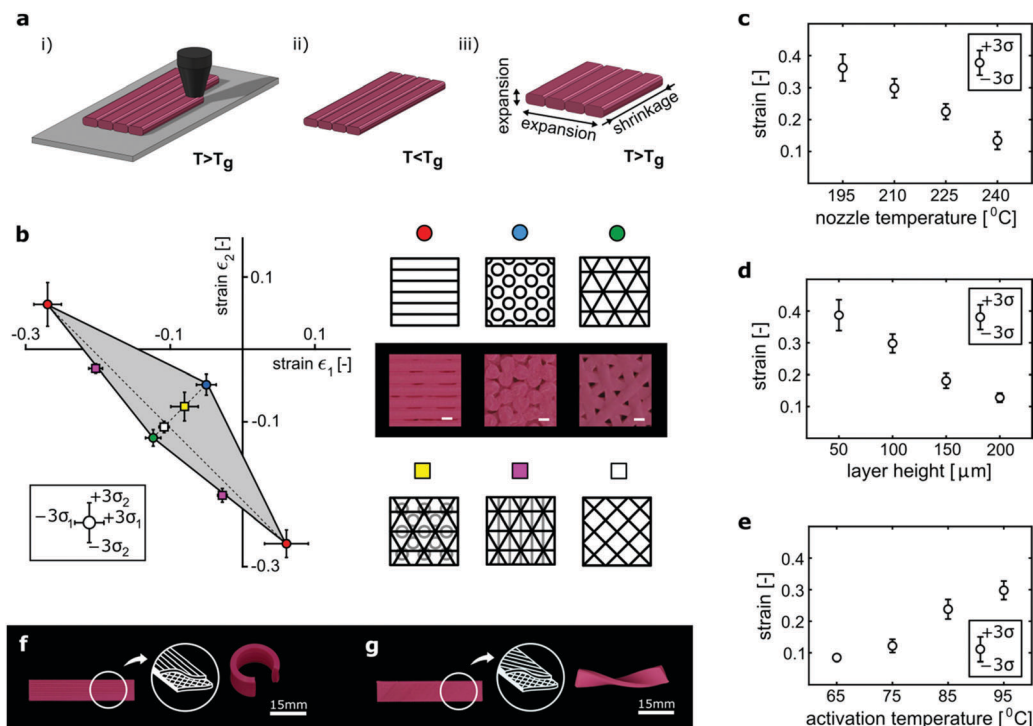 a
i)
ii)
iii)
expansion
expansion
shrinkage
T>Tg
T<Tg
T>Tg
b
strain ϵ2 [-]
0.1
-0.3
-0.1
0.1
strain ϵ1 [-]
-0.1
-0.3
+3σ2
−3σ1
+3σ1
−3σ2
c
strain [-]
0.4
0.3
0.2
0.1
+3σ
−3σ
195
210
225
240
nozzle temperature [⁰C]
d
strain [-]
0.4
0.3
0.2
0.1
+3σ
−3σ
50
100
150
200
layer height [μm]
e
strain [-]
0.4
0.3
0.2
0.1
+3σ
−3σ
65
75
85
95
activation temperature [⁰C]
f
15mm
g
15mm